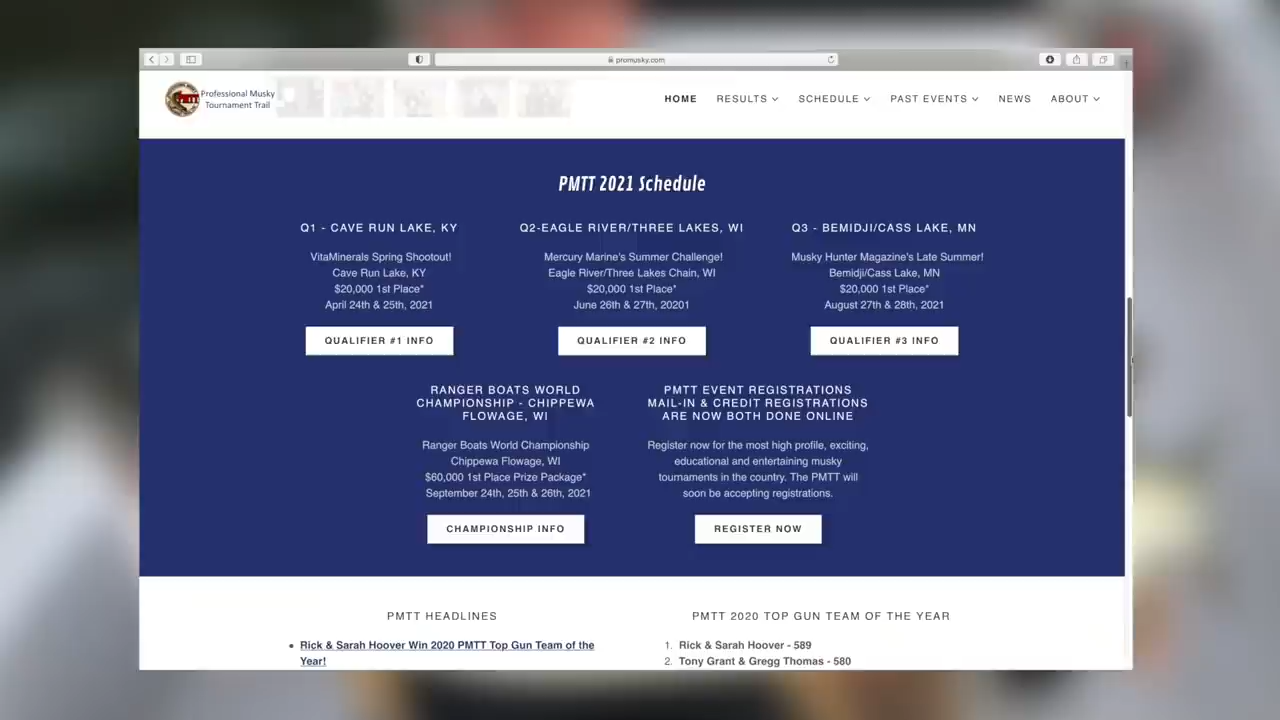 promusky.com
Professional Musky
Tournament Trail
HOME RESULTS SCHEDULE PAST EVENTS NEWS ABOUT
PMTT 2021 Schedule
Q1 - CAVE RUN LAKE, KY
VitaMinerals Spring Shootout!
Cave Run Lake, KY
$20,000 1st Place*
April 24th & 25th, 2021
QUALIFIER #1 INFO
Q2-EAGLE RIVER/THREE LAKES, WI
Mercury Marine's Summer Challenge!
Eagle River/Three Lakes Chain, WI
$20,000 1st Place*
June 26th & 27th, 20201
QUALIFIER #2 INFO
Q3 - BEMIDJI/CASS LAKE, MN
Musky Hunter Magazine's Late Summer!
Bemidji/Cass Lake, MN
$20,000 1st Place*
August 27th & 28th, 2021
QUALIFIER #3 INFO
RANGER BOATS WORLD
CHAMPIONSHIP - CHIPPEWA
FLOWAGE, WI
Ranger Boats World Championship
Chippewa Flowage, WI
$60,000 1st Place Prize Package*
September 24th, 25th & 26th, 2021
CHAMPIONSHIP INFO
PMTT EVENT REGISTRATIONS
MAIL-IN & CREDIT REGISTRATIONS
ARE NOW BOTH DONE ONLINE
Register now for the most high profile, exciting,
educational and entertaining musky
tournaments in the country. The PMTT will
soon be accepting registrations.
REGISTER NOW
PMTT HEADLINES
• Rick & Sarah Hoover Win 2020 PMTT Top Gun Team of the
Year!
PMTT 2020 TOP GUN TEAM OF THE YEAR
1. Rick & Sarah Hoover - 589
2. Tony Grant & Gregg Thomas - 580